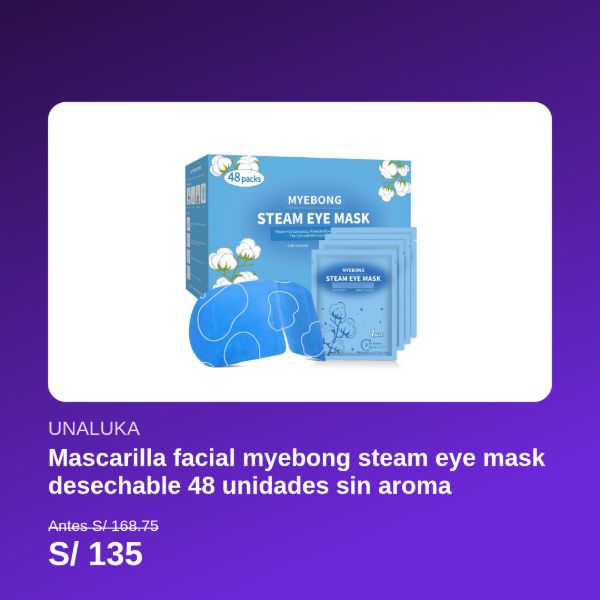 48 packs
MYEBONG
STEAM EYE MASK
MYEBONG
STEAM EYE MASK
UNALUKA
Mascarilla facial myebong steam eye mask
desechable 48 unidades sin aroma
Antes S/ 168.75
S/ 135